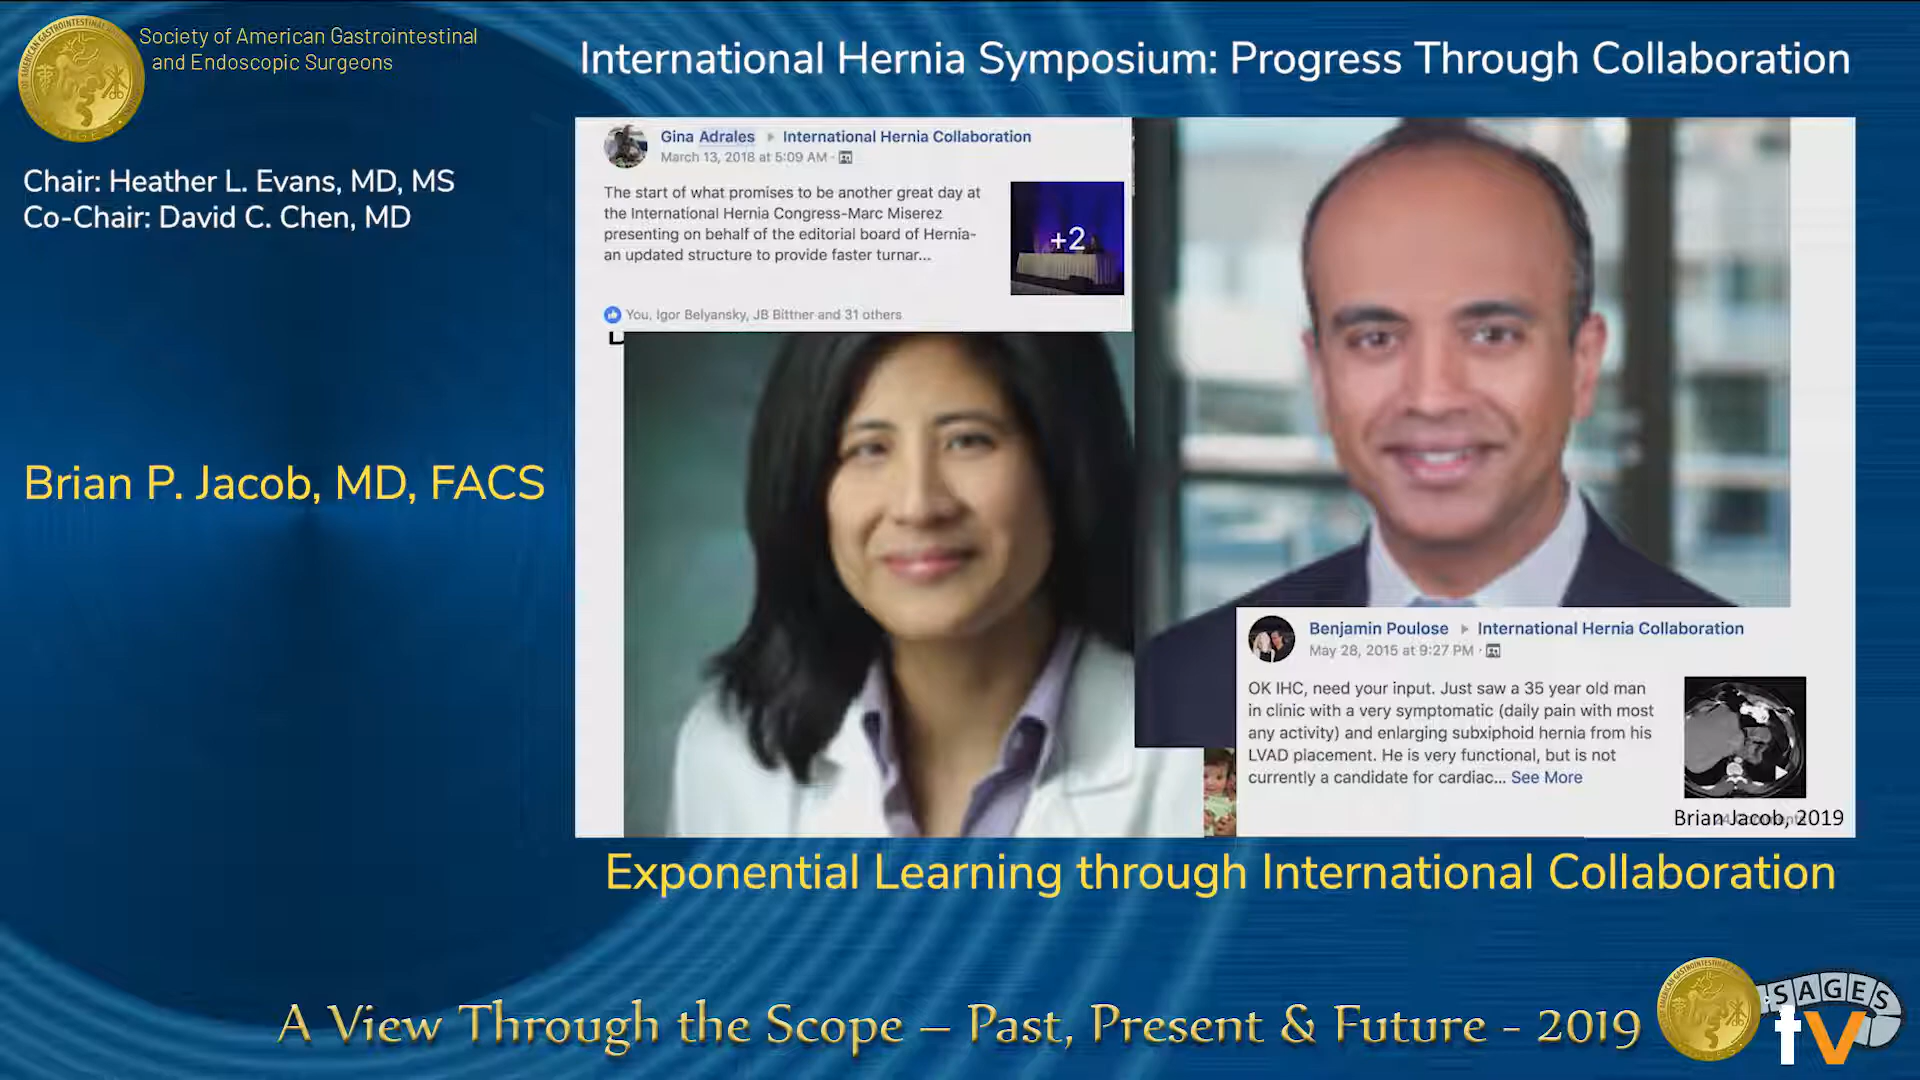 Society of American Gastrointestinal
and Endoscopic Surgeons
International Hernia Symposium: Progress Through Collaboration
Chair: Heather L. Evans, MD, MS
Co-Chair: David C. Chen, MD
Brian P. Jacob, MD, FACS
Gina Adrales International Hernia Collaboration
March 13, 2018 at 5:09 AM ·
The start of what promises to be another great day at
the International Hernia Congress-Marc Miserez
presenting on behalf of the editorial board of Hernia-
an updated structure to provide faster turnar...
+2
You, Igor Belyansky, JB Bittner and 31 others
Benjamin Poulose International Hernia Collaboration
May 28, 2015 at 9:27 PM ·
OK IHC, need your input. Just saw a 35 year old man
in clinic with a very symptomatic (daily pain with most
any activity) and enlarging subxiphoid hernia from his
LVAD placement. He is very functional, but is not
currently a candidate for cardiac... See More
Brian Jacob, 2019
Exponential Learning through International Collaboration
A View Through the Scope – Past, Present & Future - 2019
SAGES
tv